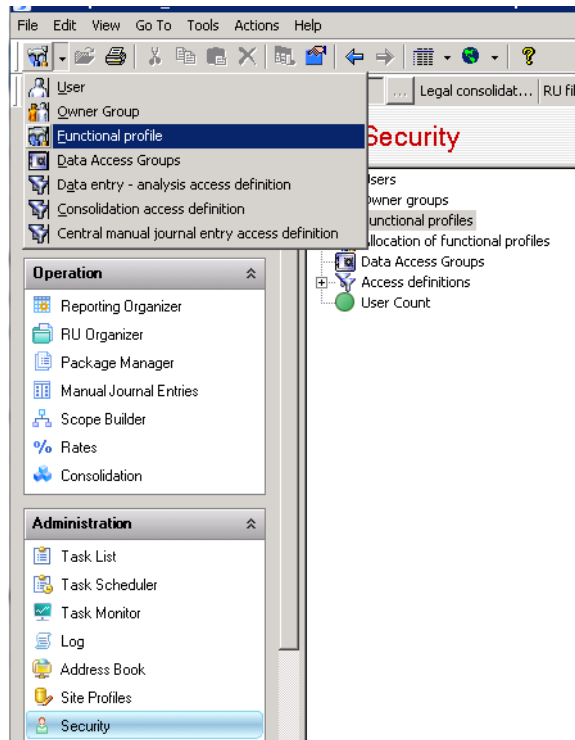 File Edit View Go To Tools Actions Help
... Legal consolidat... RU fil
User
Owner Group
Functional profile
Data Access Groups
Data entry - analysis access definition
Consolidation access definition
Central manual journal entry access definition
Security
Users
Owner groups
Functional profiles
Allocation of functional profiles
Data Access Groups
Access definitions
User Count
Operation
Reporting Organizer
RU Organizer
Package Manager
Manual Journal Entries
Scope Builder
Rates
Consolidation
Administration
Task List
Task Scheduler
Task Monitor
Log
Address Book
Site Profiles
Security